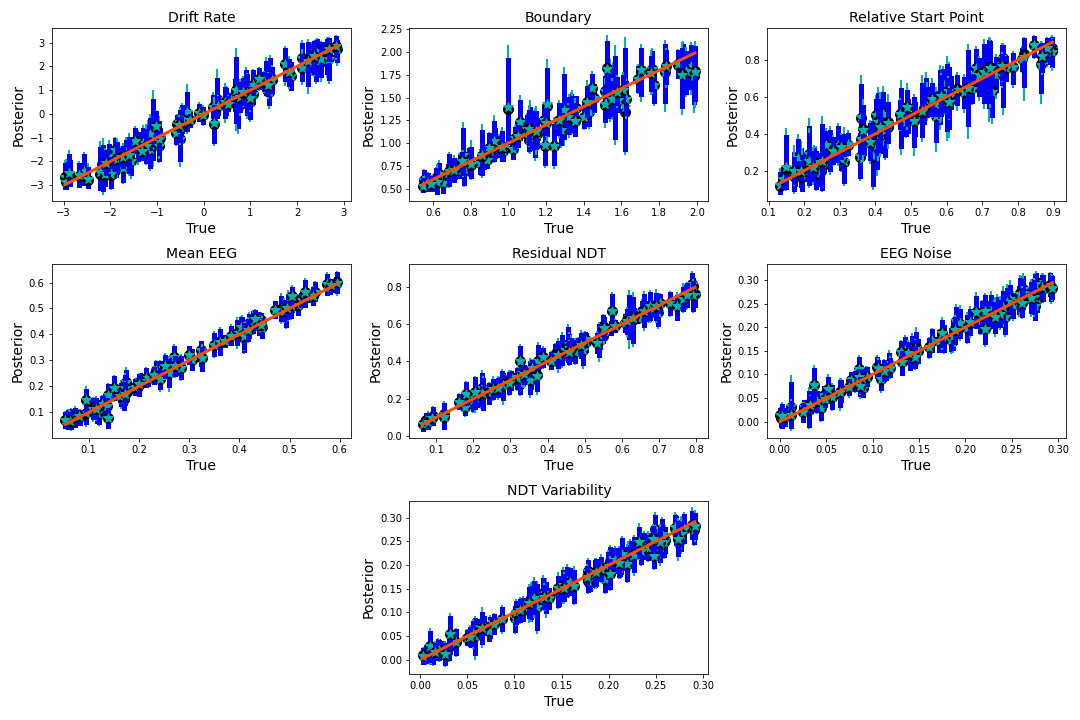 Drift Rate
Boundary
Relative Start Point
Posterior
3
2
1
0
−1
−2
−3
−3 −2 −1 0 1 2 3
True
Posterior
2.25
2.00
1.75
1.50
1.25
1.00
0.75
0.50
0.6 0.8 1.0 1.2 1.4 1.6 1.8 2.0
True
Posterior
0.8
0.6
0.4
0.2
0.1 0.2 0.3 0.4 0.5 0.6 0.7 0.8 0.9
True
Mean EEG
Residual NDT
EEG Noise
Posterior
0.6
0.5
0.4
0.3
0.2
0.1
0.1 0.2 0.3 0.4 0.5 0.6
True
Posterior
0.8
0.6
0.4
0.2
0.0
0.1 0.2 0.3 0.4 0.5 0.6 0.7 0.8
True
Posterior
0.30
0.25
0.20
0.15
0.10
0.05
0.00
0.00 0.05 0.10 0.15 0.20 0.25 0.30
True
NDT Variability
Posterior
0.30
0.25
0.20
0.15
0.10
0.05
0.00
0.00 0.05 0.10 0.15 0.20 0.25 0.30
True